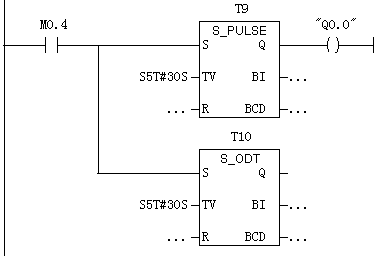 T9
M0.4 S_PULSE "Q0.0"
S Q
S5T#30S TV BI ...
... R BCD ...
T10
S_ODT
S Q
S5T#30S TV BI ...
... R BCD ...